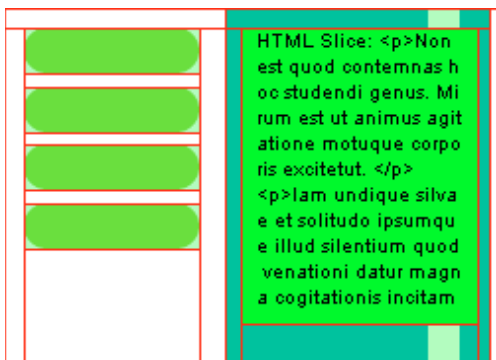 HTML Slice: <p>Non
est quod contemnas h
oc studendi genus. Mi
rum est ut animus agit
atione motuque corpo
ris excitetut. </p>
<p>Iam undique silva
e et solitudo ipsumqu
e illud silentium quod
venationi datur magn
a cogitationis incitam